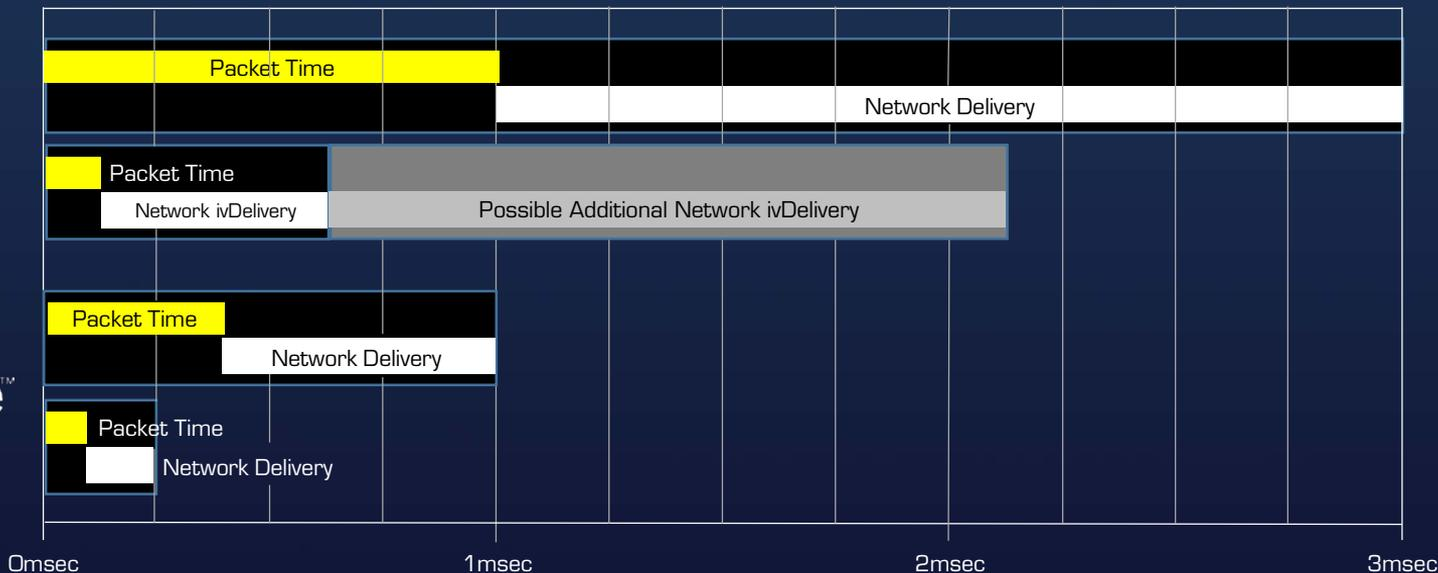 Packet Time
Network Delivery
Packet Time
Network ivDelivery
Possible Additional Network ivDelivery
Packet Time
Network Delivery
e™
Packet Time
Network Delivery
0msec
1msec
2msec
3msec